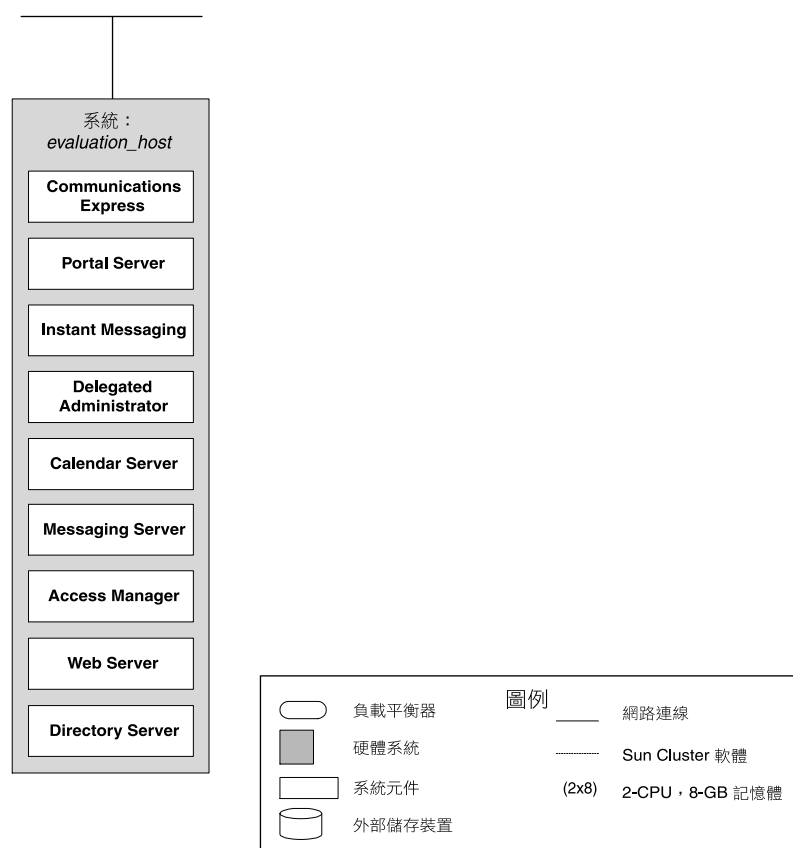 系統：
evaluation_host
Communications
Express
Portal Server
Instant Messaging
Delegated
Administrator
Calendar Server
Messaging Server
Access Manager
Web Server
Directory Server
圖例
負載平衡器
硬體系統
系統元件
外部儲存裝置
網路連線
Sun Cluster 軟體
(2x8) 2-CPU，8-GB 記憶體